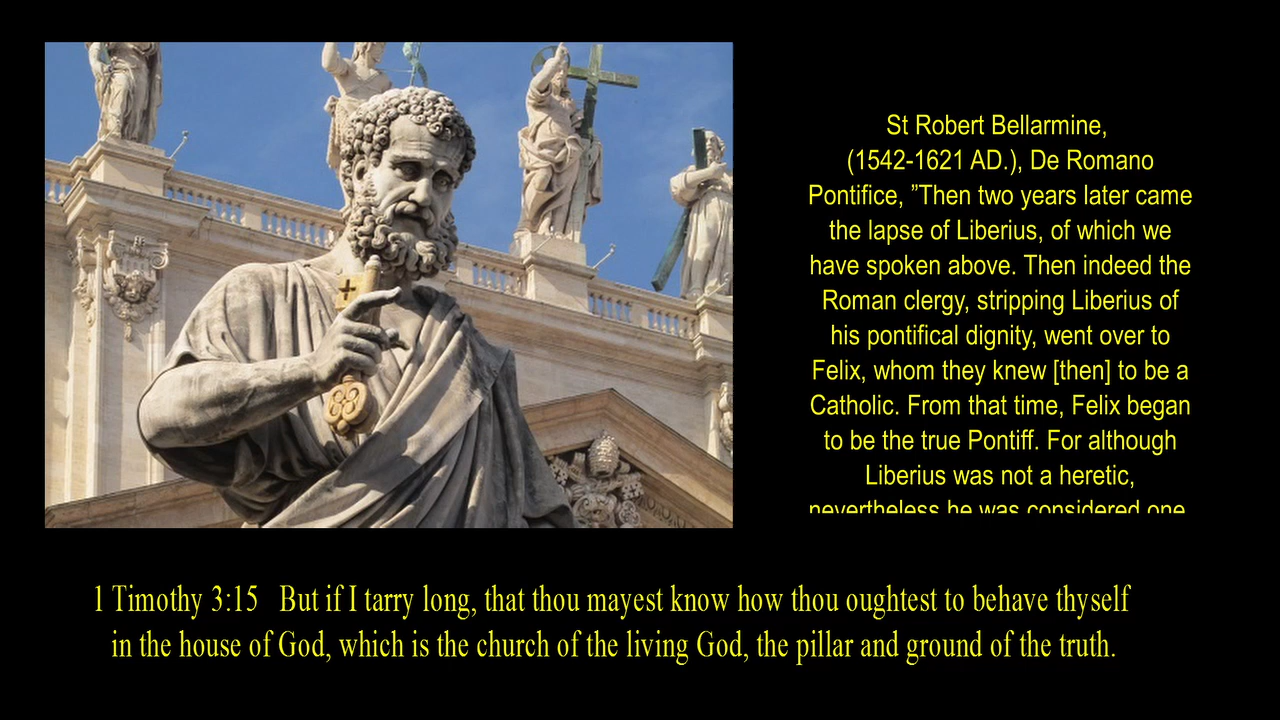 St Robert Bellarmine,
(1542-1621 AD.), De Romano
Pontifice, ”Then two years later came
the lapse of Liberius, of which we
have spoken above. Then indeed the
Roman clergy, stripping Liberius of
his pontifical dignity, went over to
Felix, whom they knew [then] to be a
Catholic. From that time, Felix began
to be the true Pontiff. For although
Liberius was not a heretic,
nevertheless he was considered one,
1 Timothy 3:15   But if I tarry long, that thou mayest know how thou oughtest to behave thyself
in the house of God, which is the church of the living God, the pillar and ground of the truth.